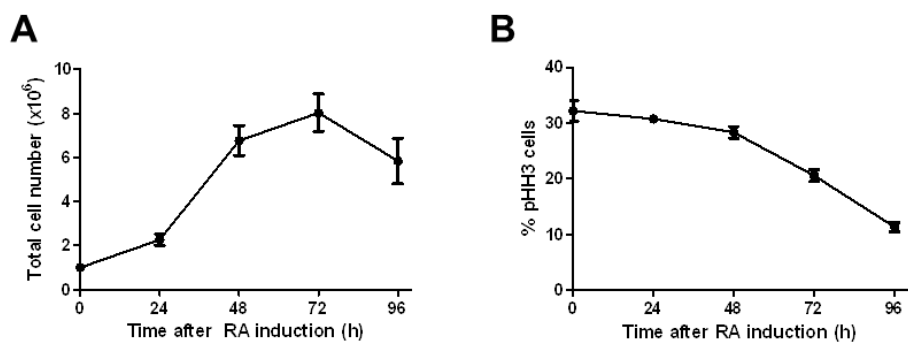 A
Total cell number (x10⁶)
10
8
6
4
2
0
0 24 48 72 96
Time after RA induction (h)
B
% pHH3 cells
40
30
20
10
0
0 24 48 72 96
Time after RA induction (h)